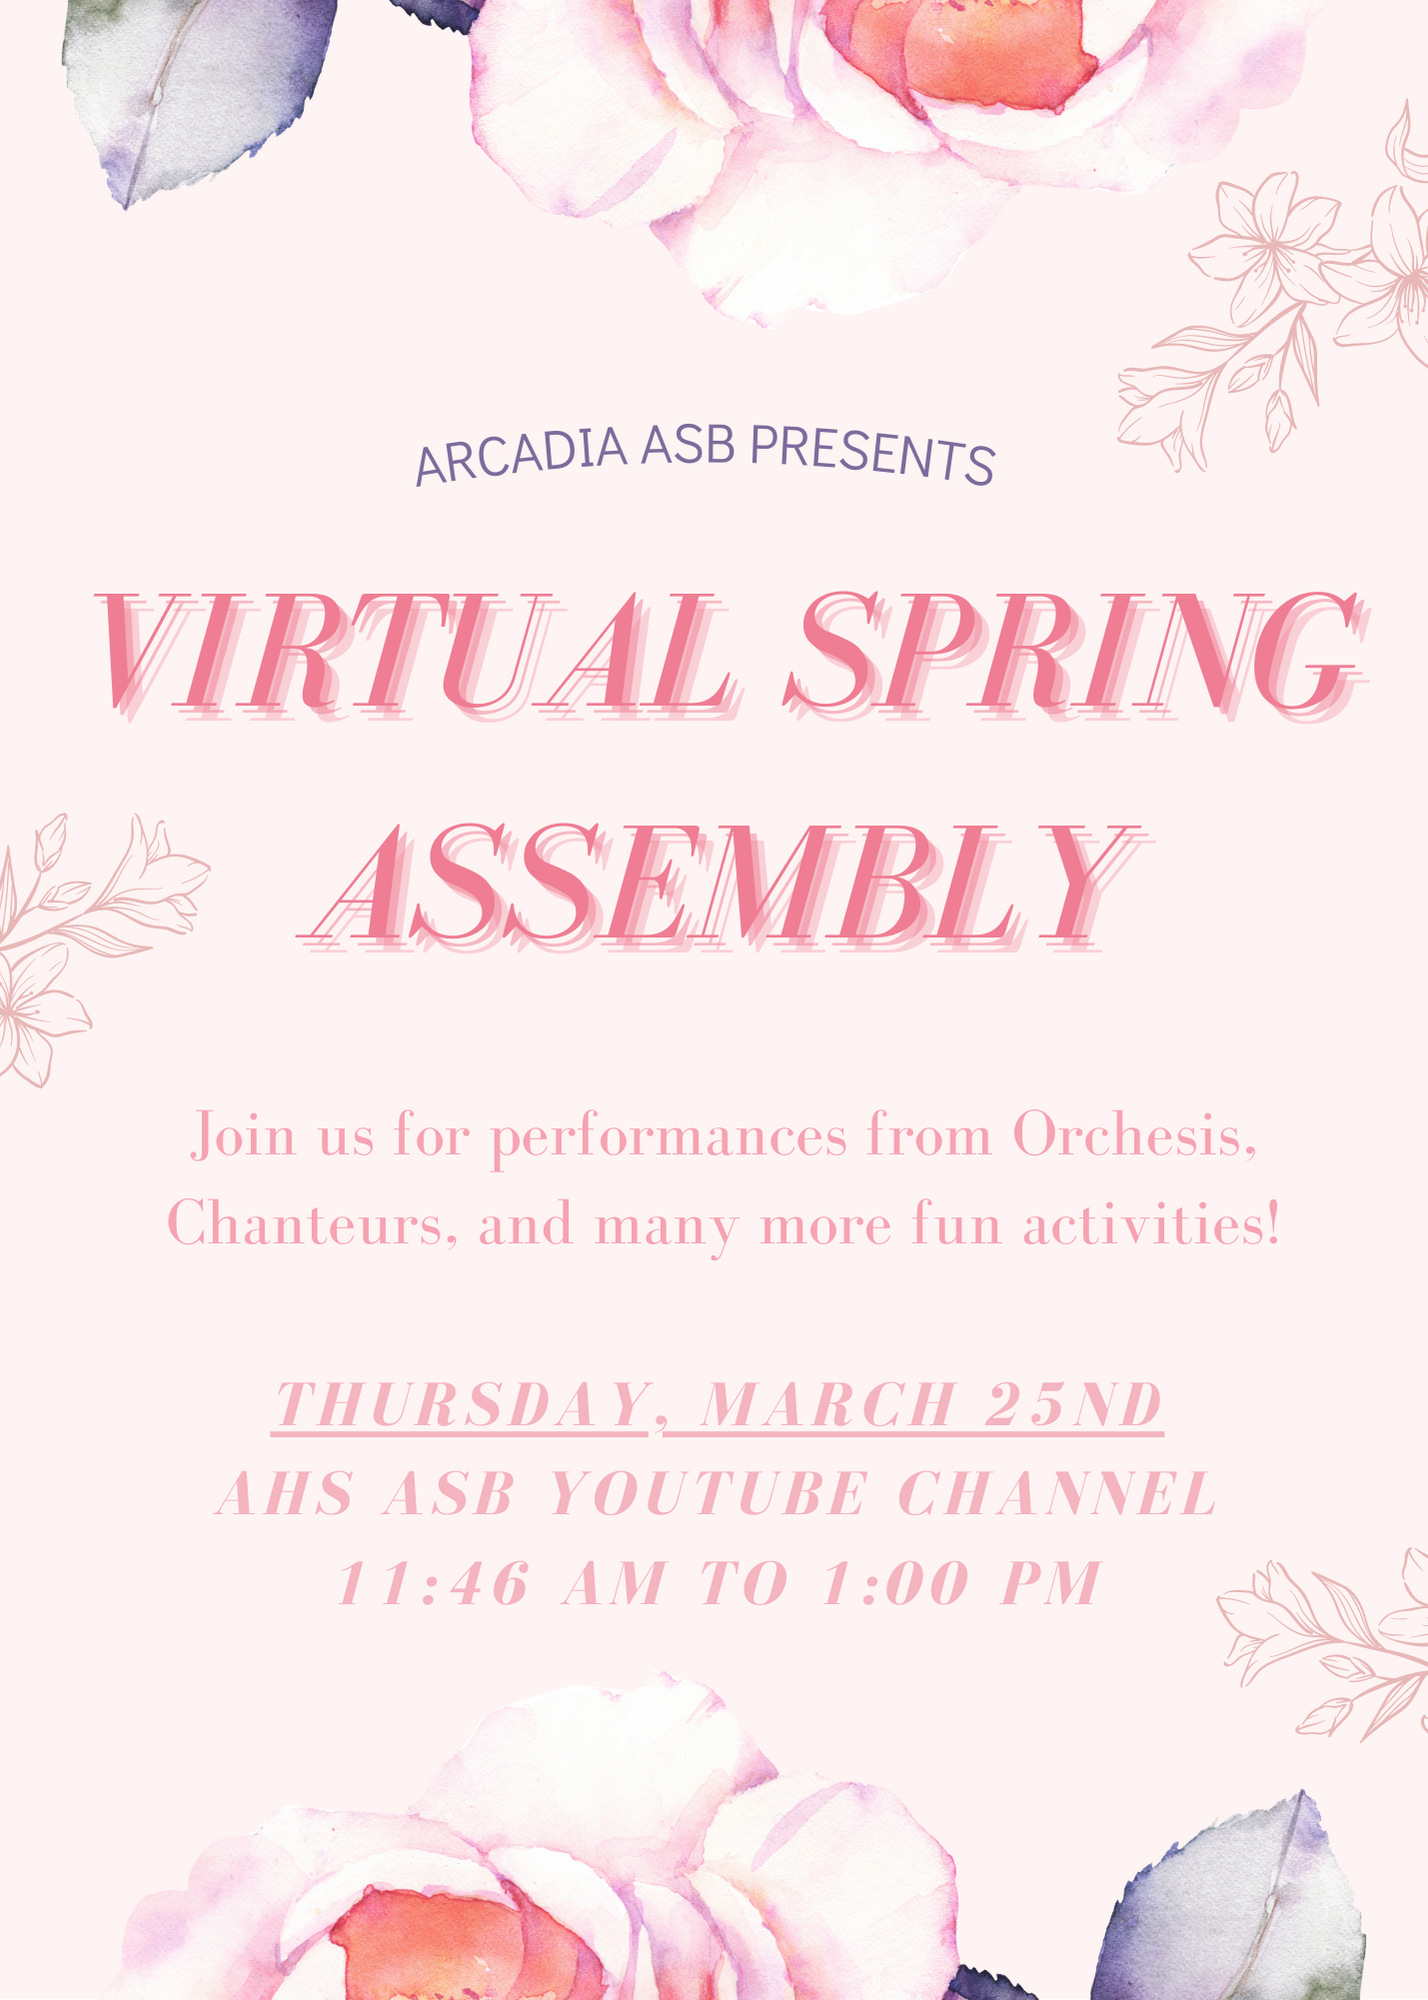 ARCADIA ASB PRESENTS
VIRTUAL SPRING
ASSEMBLY
Join us for performances from Orchesis,
Chanteurs, and many more fun activities!
THURSDAY, MARCH 25ND
AHS ASB YOUTUBE CHANNEL
11:46 AM TO 1:00 PM